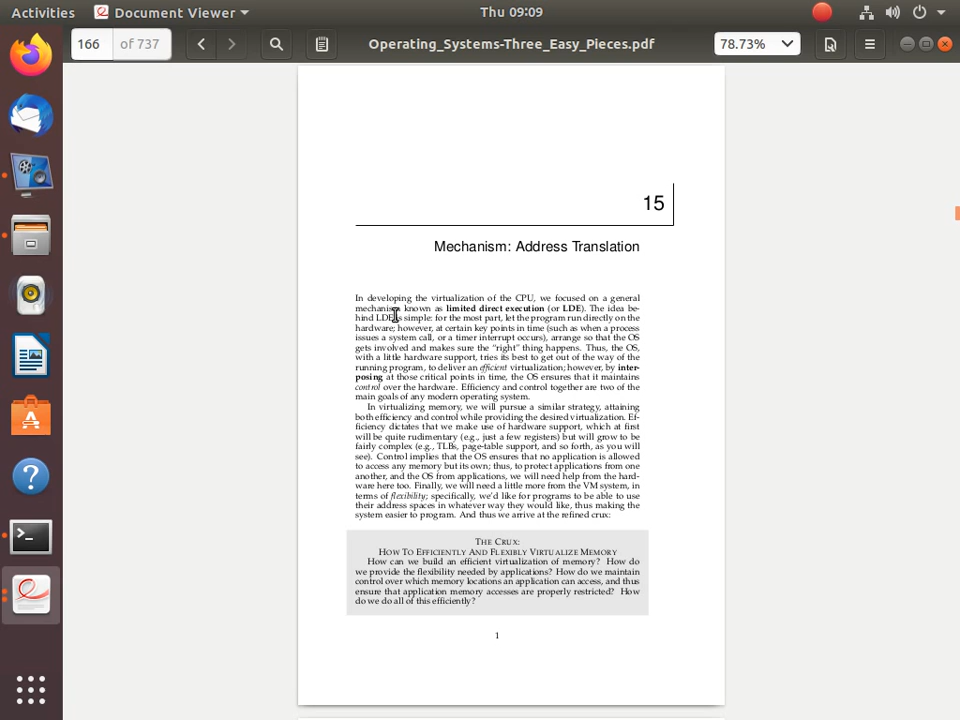 Activities Document Viewer Thu 09:09
166 of 737 Operating_Systems-Three_Easy_Pieces.pdf 78.73%
15
Mechanism: Address Translation
In developing the virtualization of the CPU, we focused on a general
mechanism known as limited direct execution (or LDE). The idea be-
hind LDE is simple: for the most part, let the program run directly on the
hardware; however, at certain key points in time (such as when a process
issues a system call, or a timer interrupt occurs), arrange so that the OS
gets involved and makes sure the “right” thing happens. Thus, the OS,
with a little hardware support, tries its best to get out of the way of the
running program, to deliver an efficient virtualization; however, by inter-
posing at those critical points in time, the OS ensures that it maintains
control over the hardware. Efficiency and control together are two of the
main goals of any modern operating system.
In virtualizing memory, we will pursue a similar strategy, attaining
both efficiency and control while providing the desired virtualization. Ef-
ficiency dictates that we make use of hardware support, which at first
will be quite rudimentary (e.g., just a few registers) but will grow to be
fairly complex (e.g., TLBs, page-table support, and so forth, as you will
see). Control implies that the OS ensures that no application is allowed
to access any memory but its own; thus, to protect applications from one
another, and the OS from applications, we will need help from the hard-
ware here too. Finally, we will need a little more from the VM system, in
terms of flexibility; specifically, we’d like for programs to be able to use
their address spaces in whatever way they would like, thus making the
system easier to program. And thus we arrive at the refined crux:
THE CRUX:
HOW TO EFFICIENTLY AND FLEXIBLY VIRTUALIZE MEMORY
How can we build an efficient virtualization of memory? How do
we provide the flexibility needed by applications? How do we maintain
control over which memory locations an application can access, and thus
ensure that application memory accesses are properly restricted? How
do we do all of this efficiently?
1